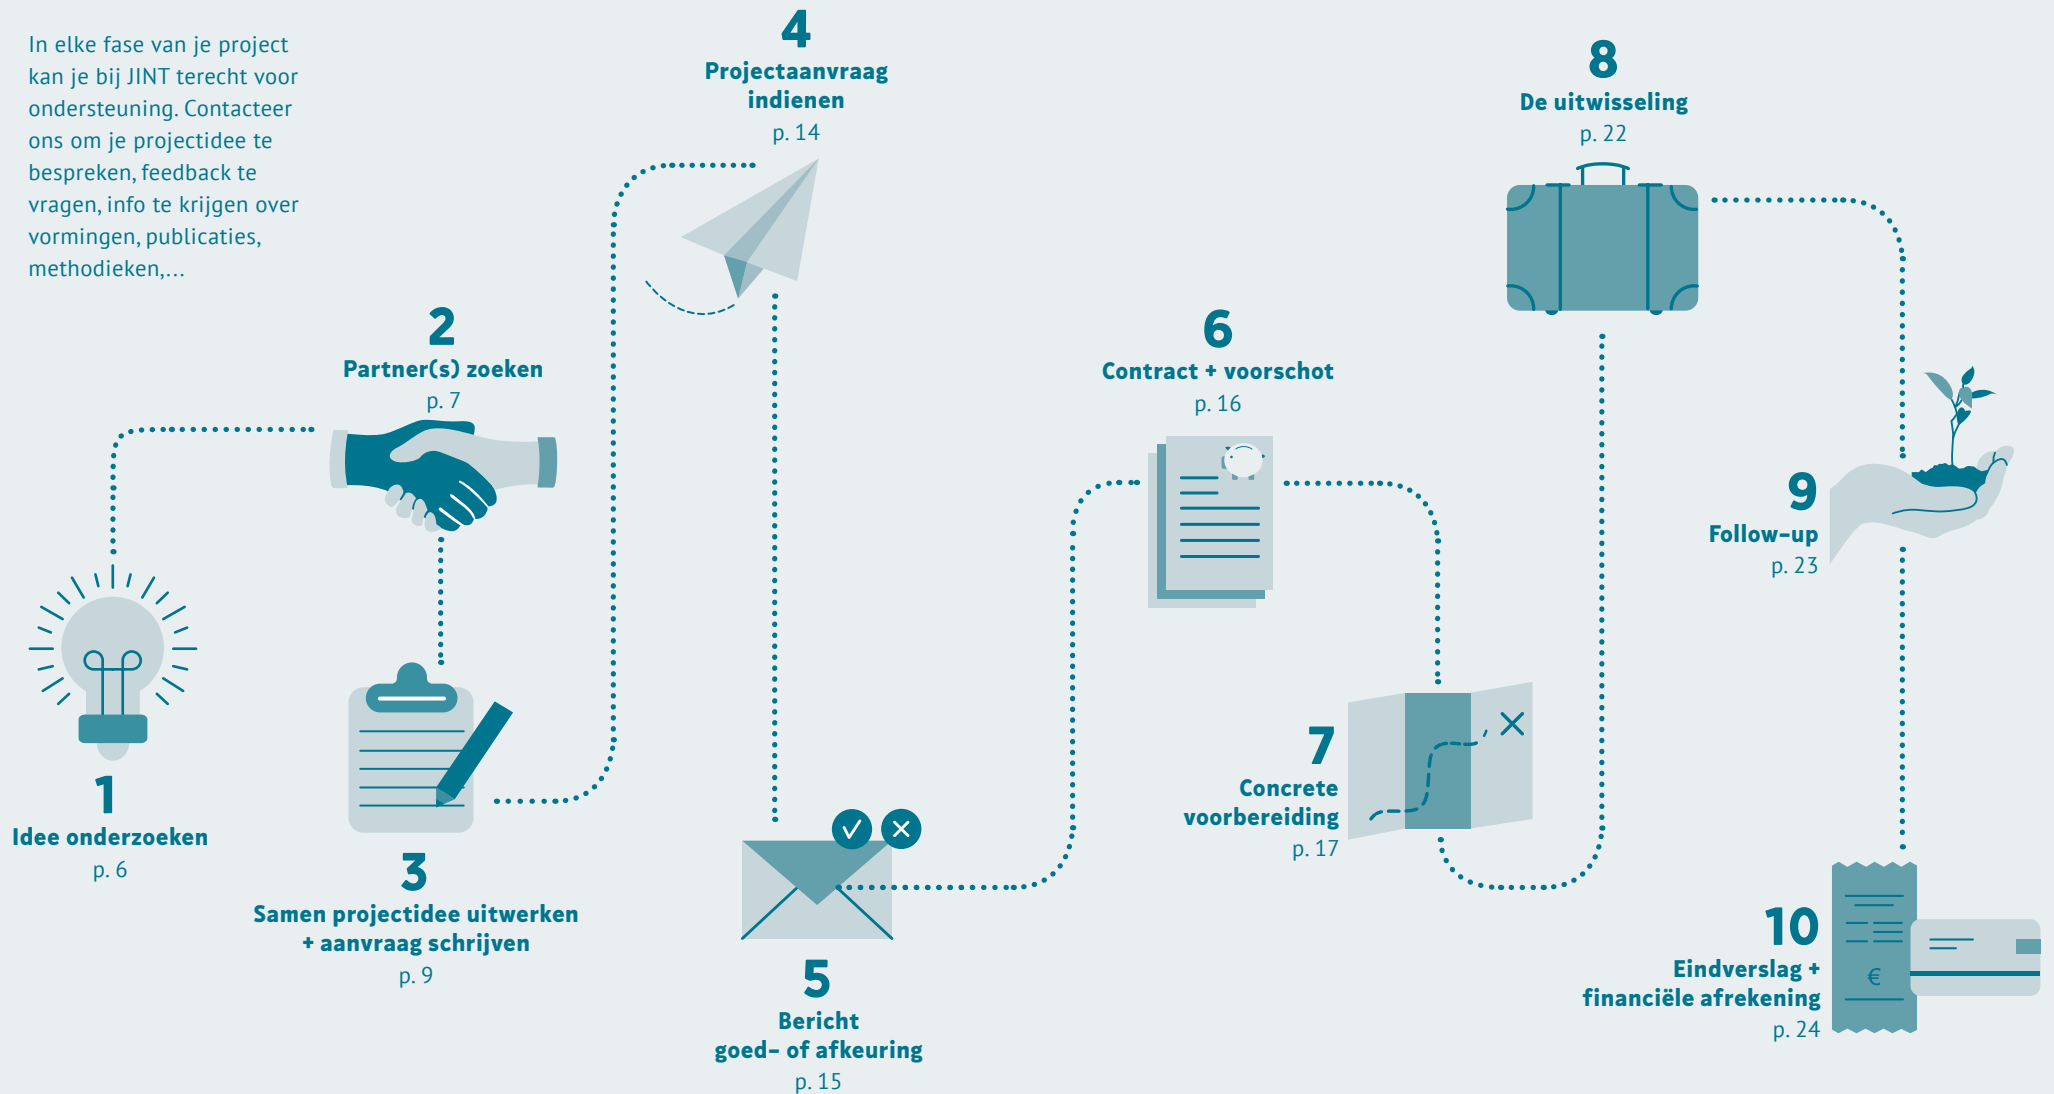 In elke fase van je project
kan je bij JINT terecht voor
ondersteuning. Contacteer
ons om je projectidee te
bespreken, feedback te
vragen, info te krijgen over
vormingen, publicaties,
methodieken,...
1
Idee onderzoeken
p. 6
2
Partner(s) zoeken
p. 7
3
Samen projectidee uitwerken
+ aanvraag schrijven
p. 9
4
Projectaanvraag
indienen
p. 14
5
Bericht
goed- of afkeuring
p. 15
6
Contract + voorschot
p. 16
7
Concrete
voorbereiding
p. 17
8
De uitwisseling
p. 22
9
Follow-up
p. 23
10
Eindverslag +
financiële afrekening
p. 24
€